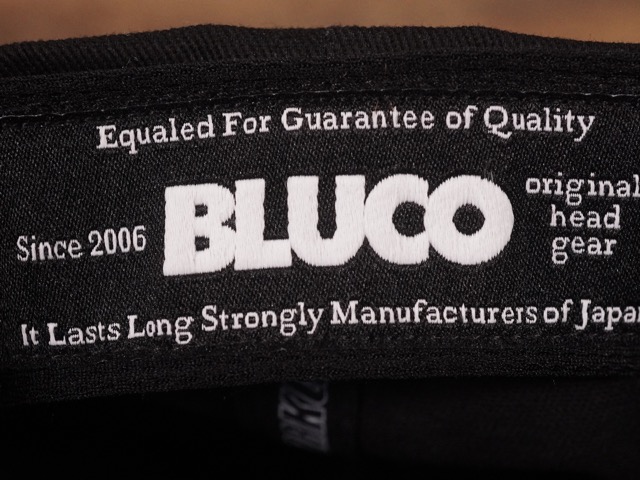 Equaled For Guarantee of Quality
Since 2006
BLUCO
original
head
gear
It Lasts Long Strongly Manufacturers of Japa